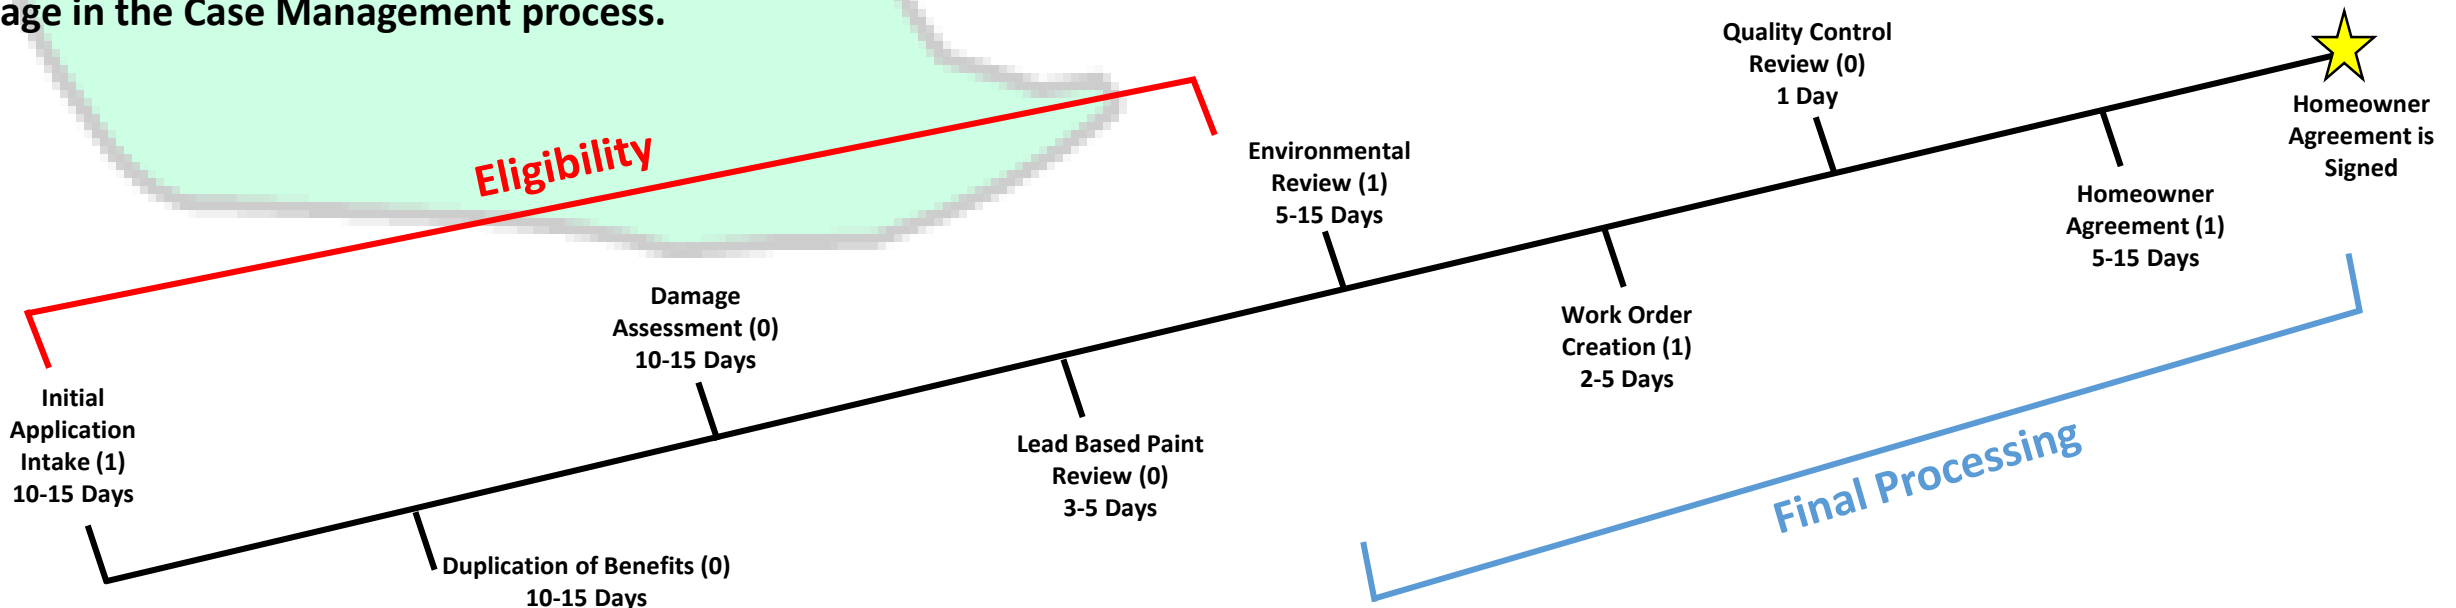 age in the Case Management process.
Eligibility
Initial
Application
Intake (1)
10-15 Days
Duplication of Benefits (0)
10-15 Days
Damage
Assessment (0)
10-15 Days
Lead Based Paint
Review (0)
3-5 Days
Environmental
Review (1)
5-15 Days
Work Order
Creation (1)
2-5 Days
Quality Control
Review (0)
1 Day
Homeowner
Agreement (1)
5-15 Days
Homeowner
Agreement is
Signed
Final Processing